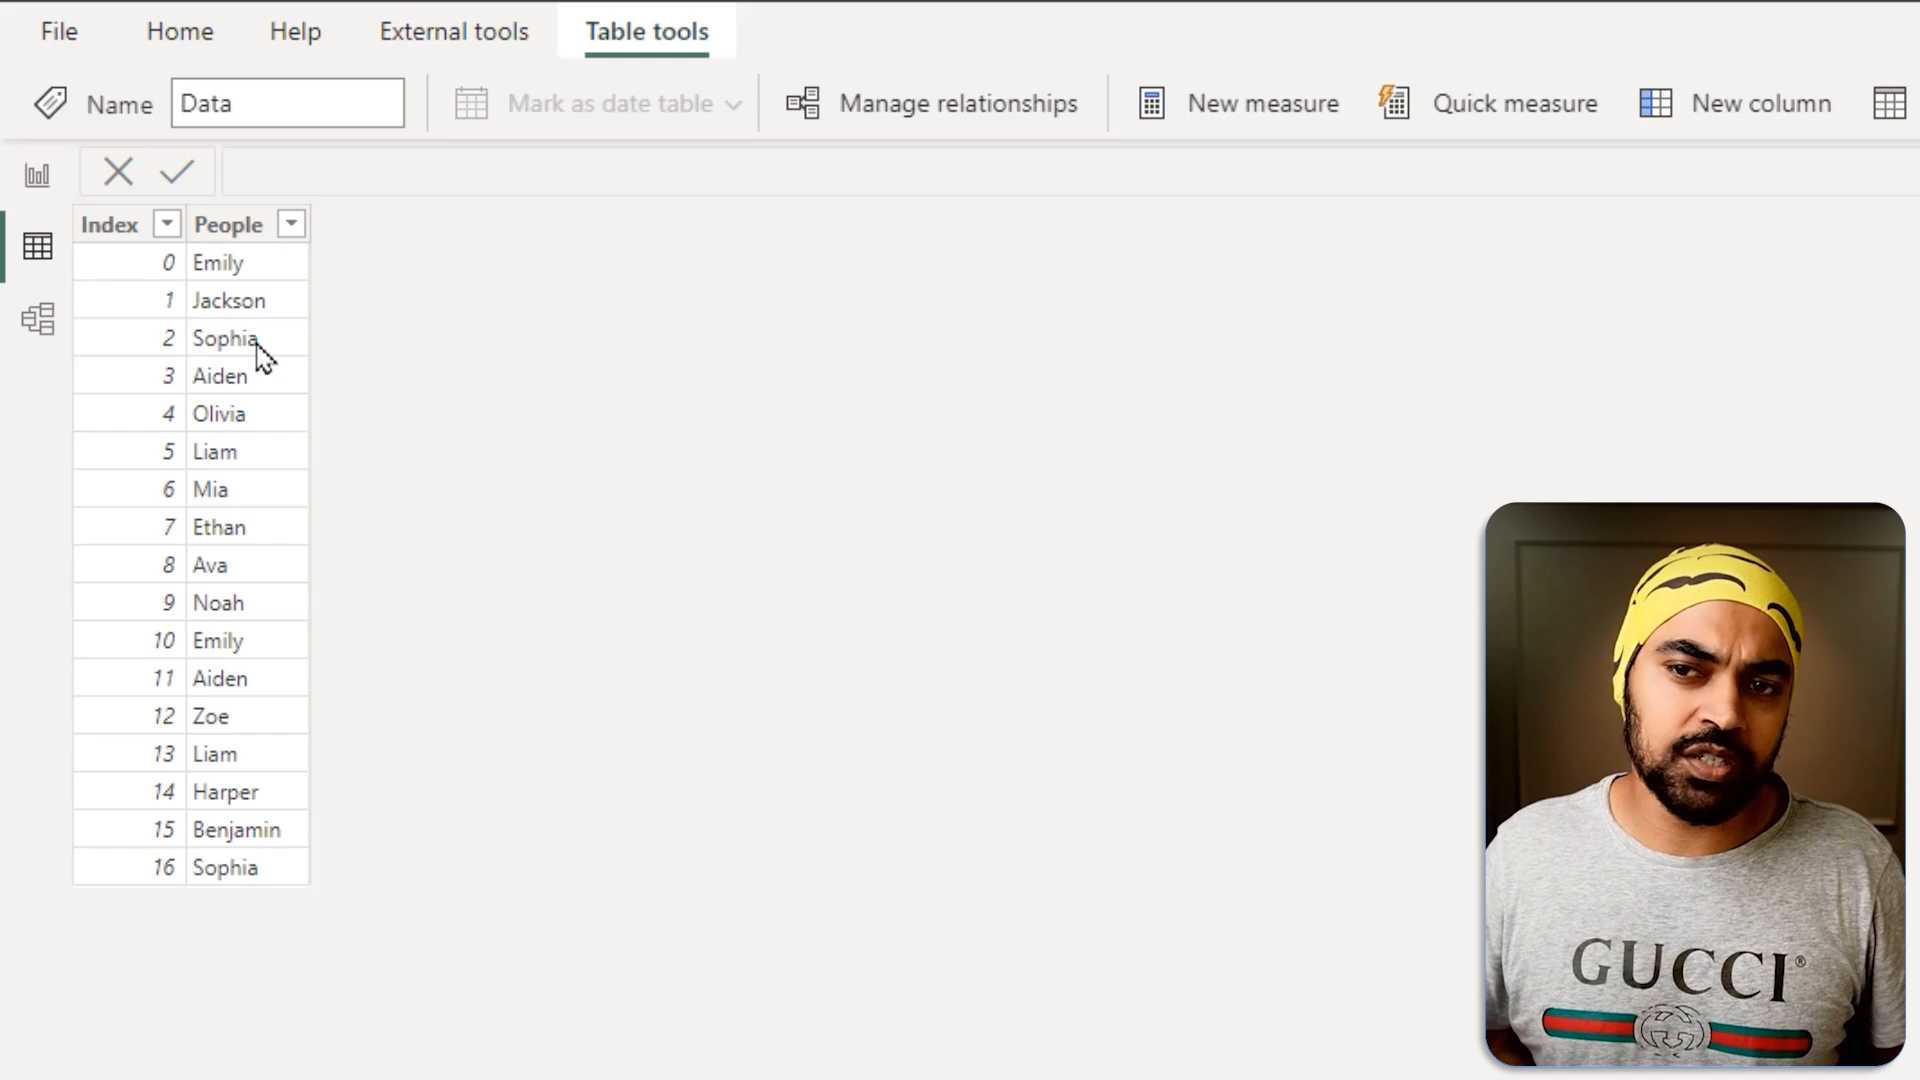 File Home Help External tools Table tools
Name Data Mark as date table Manage relationships New measure Quick measure New column
Index People
0 Emily
1 Jackson
2 Sophia
3 Aiden
4 Olivia
5 Liam
6 Mia
7 Ethan
8 Ava
9 Noah
10 Emily
11 Aiden
12 Zoe
13 Liam
14 Harper
15 Benjamin
16 Sophia
GUCCI®